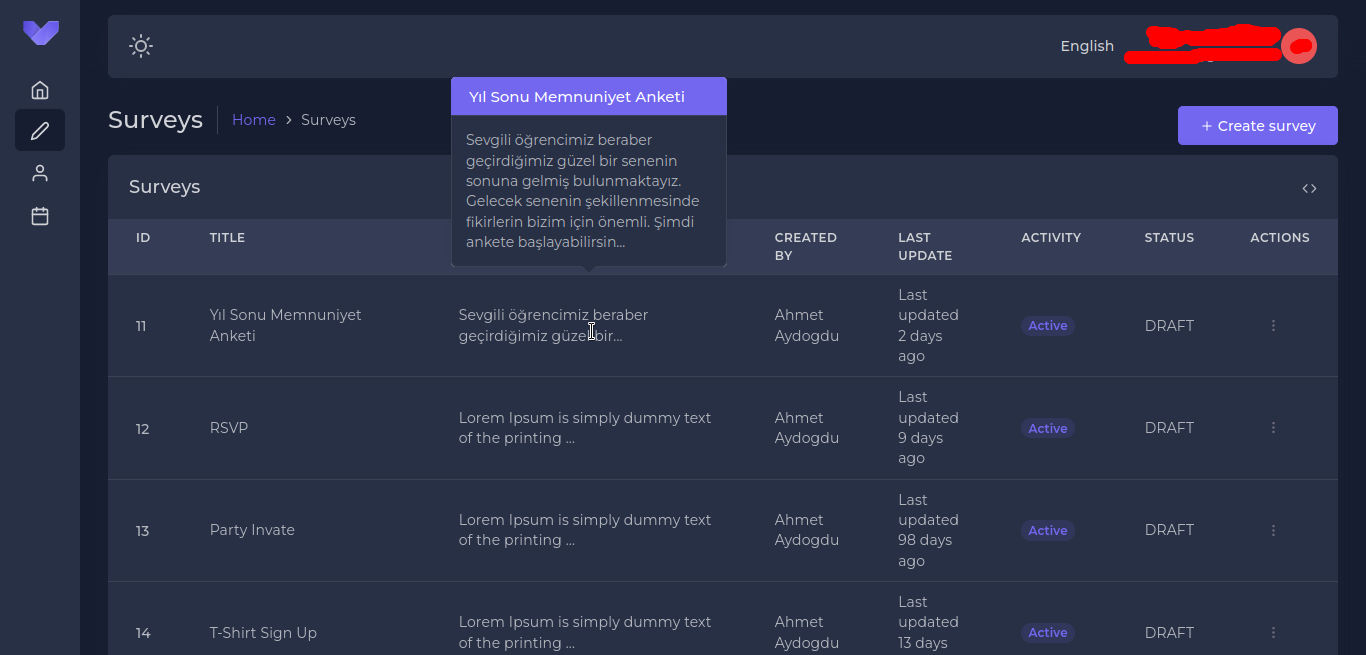 English
Yıl Sonu Memnuniyet Anketi
Surveys
Home > Surveys
+ Create survey
Sevgili öğrencimiz beraber
geçirdiğimiz güzel bir senenin
sonuna gelmiş bulunmaktayız.
Gelecek senenin şekillenmesinde
fikirlerin bizim için önemli. Şimdi
ankete başlayabilirsin...
Surveys
<>
ID
TITLE
CREATED
BY
LAST
UPDATE
ACTIVITY
STATUS
ACTIONS
11
Yıl Sonu Memnuniyet
Anketi
Sevgili öğrencimiz beraber
geçirdiğimiz güzel bir...
Ahmet
Aydogdu
Last
updated
2 days
ago
Active
DRAFT
12
RSVP
Lorem Ipsum is simply dummy text
of the printing ...
Ahmet
Aydogdu
Last
updated
9 days
ago
Active
DRAFT
13
Party Invate
Lorem Ipsum is simply dummy text
of the printing ...
Ahmet
Aydogdu
Last
updated
98 days
ago
Active
DRAFT
14
T-Shirt Sign Up
Lorem Ipsum is simply dummy text
of the printing ...
Ahmet
Aydogdu
Last
updated
13 days
Active
DRAFT